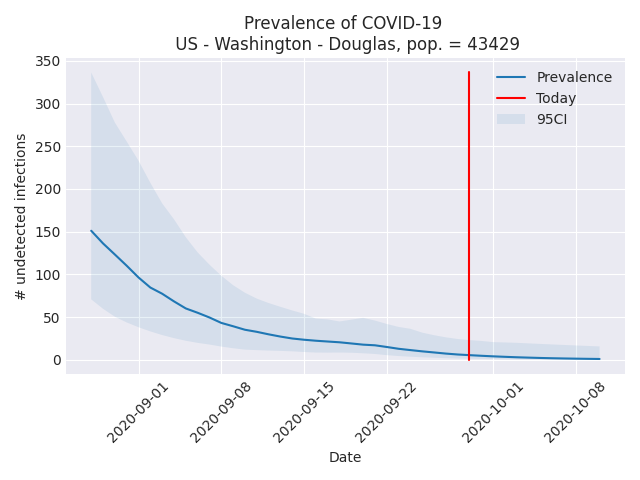 Prevalence of COVID-19
US - Washington - Douglas, pop. = 43429
Prevalence
Today
95CI
# undetected infections
350
300
250
200
150
100
50
0
2020-09-01
2020-09-08
2020-09-15
2020-09-22
2020-10-01
2020-10-08
Date